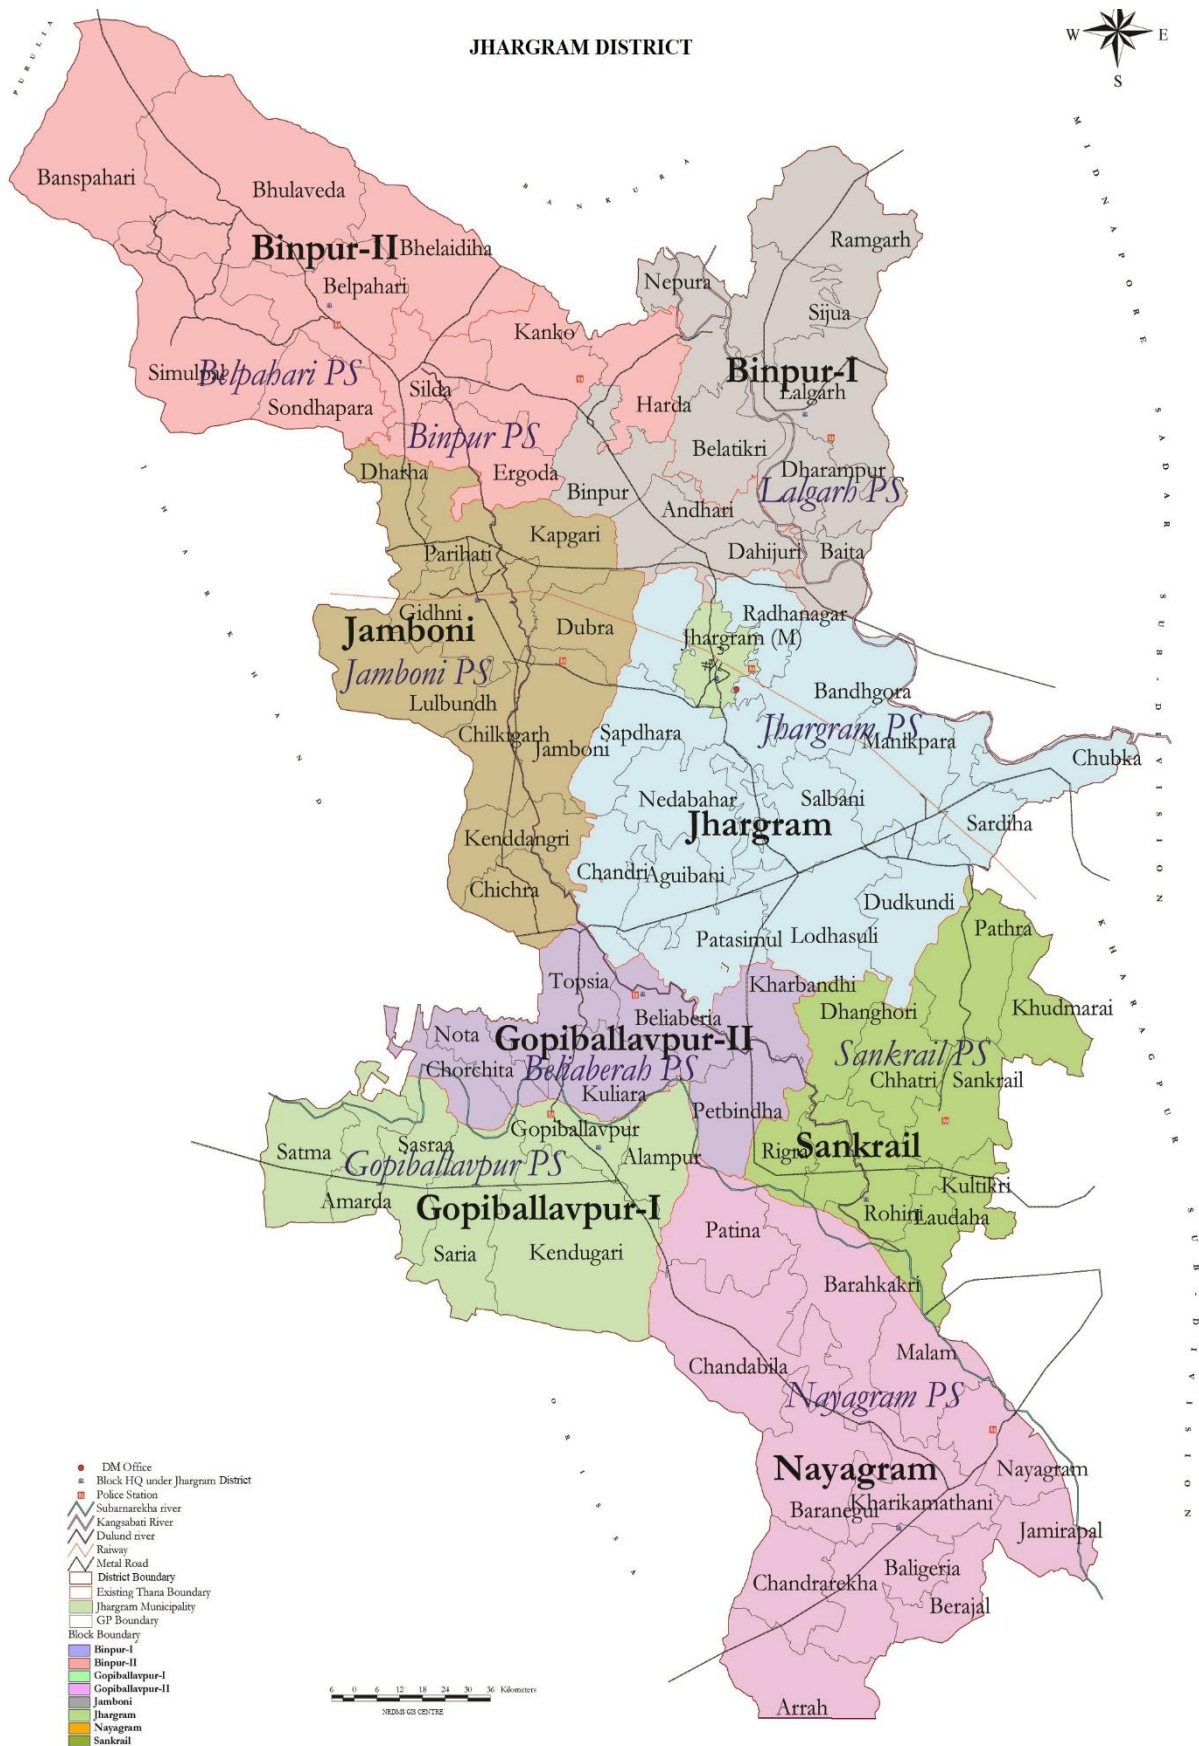 JHARGRAM DISTRICT
W
E
S
PURULIA
BANKURA
MIDNAPORE SADAR SUB-DIVISION
JHARKHAND
KHARAGPUR SUB-DIVISION
ORISSA
Banspahari
Bhulaveda
Binpur-II
Bhelaidiha
Belpahari
Ramgarh
Nepura
Sijua
Kanko
Simulpal
Belpahari PS
Sondhapara
Silda
Harda
Binpur-I
Lalgarh
Binpur PS
Belatikri
Dharampur
Lalgarh PS
Dharha
Ergoda
Binpur
Andhari
Kapgari
Parihati
Dahijuri
Baita
Gidhni
Jamboni
Dubra
Radhanagar
Jhargram (M)
Jamboni PS
Lulbundh
Bandhgora
Chilkigarh
Jamboni
Sapdhara
Jhargram PS
Manikpara
Chubka
Nedabahar
Salbani
Jhargram
Sardiha
Kenddangri
Chandri
Aguibani
Chichra
Dudkundi
Pathra
Patasimul
Lodhasuli
Topsia
Kharbandhi
Beliaberia
Dhanghori
Khudmarai
Nota
Gopiballavpur-II
Sankrail PS
Chorchita
Beliaberah PS
Chhatri
Sankrail
Kuliara
Petbindha
Gopiballavpur
Satma
Sasraa
Gopiballavpur PS
Alampur
Rigra
Sankrail
Amarda
Gopiballavpur-I
Kultikri
Rohini
Laudaha
Saria
Kendugari
Patina
Barahkakri
Malam
Chandabila
Nayagram PS
Nayagram
Nayagram
Baranegui
Kharikamathani
Jamirapal
Chandrarekha
Baligeria
Berajal
Arrah
DM Office
Block HQ under Jhargram District
Police Station
Subarnarekha river
Kangsabati River
Dulund river
Raiway
Metal Road
District Boundary
Existing Thana Boundary
Jhargram Municipality
GP Boundary
Block Boundary
Binpur-I
Binpur-II
Gopiballavpur-I
Gopiballavpur-II
Jamboni
Jhargram
Nayagram
Sankrail
6 0 6 12 18 24 30 36 Kilometers
NRDMS GIS CENTRE